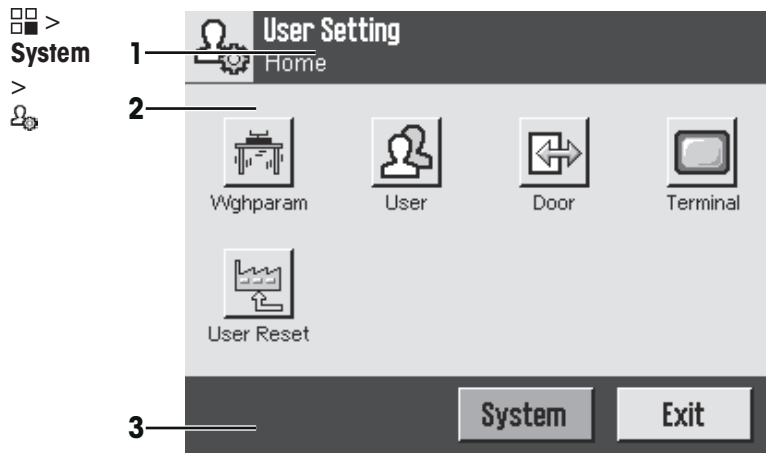 >
System
>
1
User Setting
Home
2
Wghparam User Door Terminal
User Reset
3
System Exit